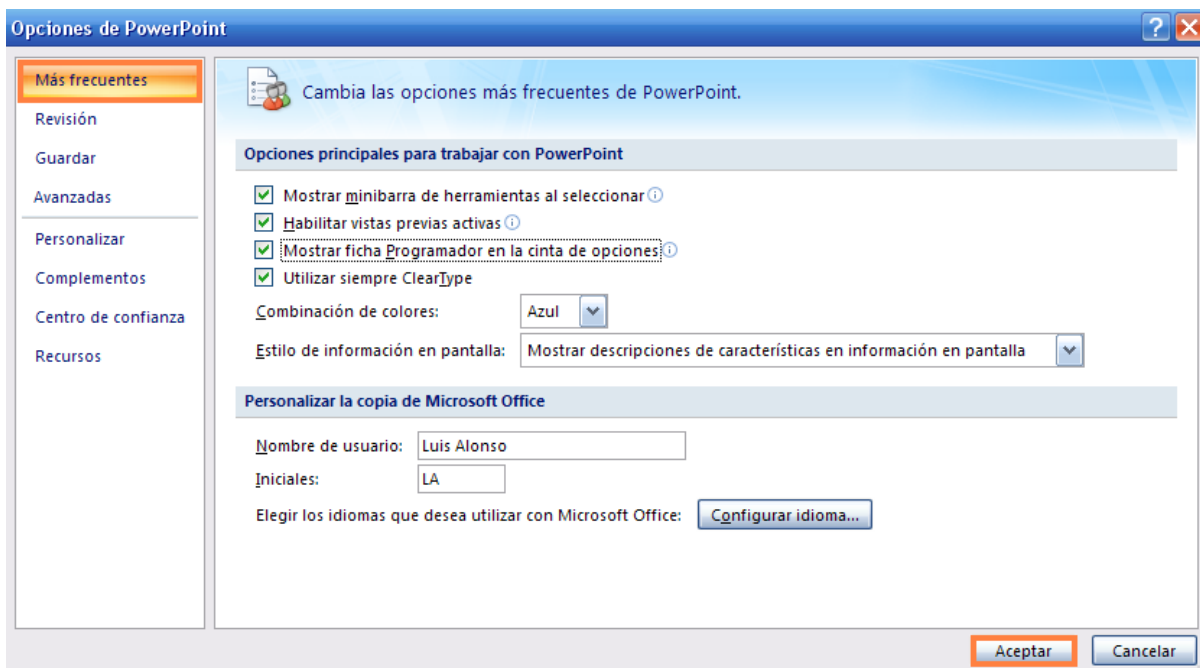 Opciones de PowerPoint
Más frecuentes
Revisión
Guardar
Avanzadas
Personalizar
Complementos
Centro de confianza
Recursos
Cambia las opciones más frecuentes de PowerPoint.
Opciones principales para trabajar con PowerPoint
Mostrar minibarra de herramientas al seleccionar
Habilitar vistas previas activas
Mostrar ficha Programador en la cinta de opciones
Utilizar siempre ClearType
Combinación de colores: Azul
Estilo de información en pantalla: Mostrar descripciones de características en información en pantalla
Personalizar la copia de Microsoft Office
Nombre de usuario: Luis Alonso
Iniciales: LA
Elegir los idiomas que desea utilizar con Microsoft Office: Configurar idioma...
Aceptar Cancelar